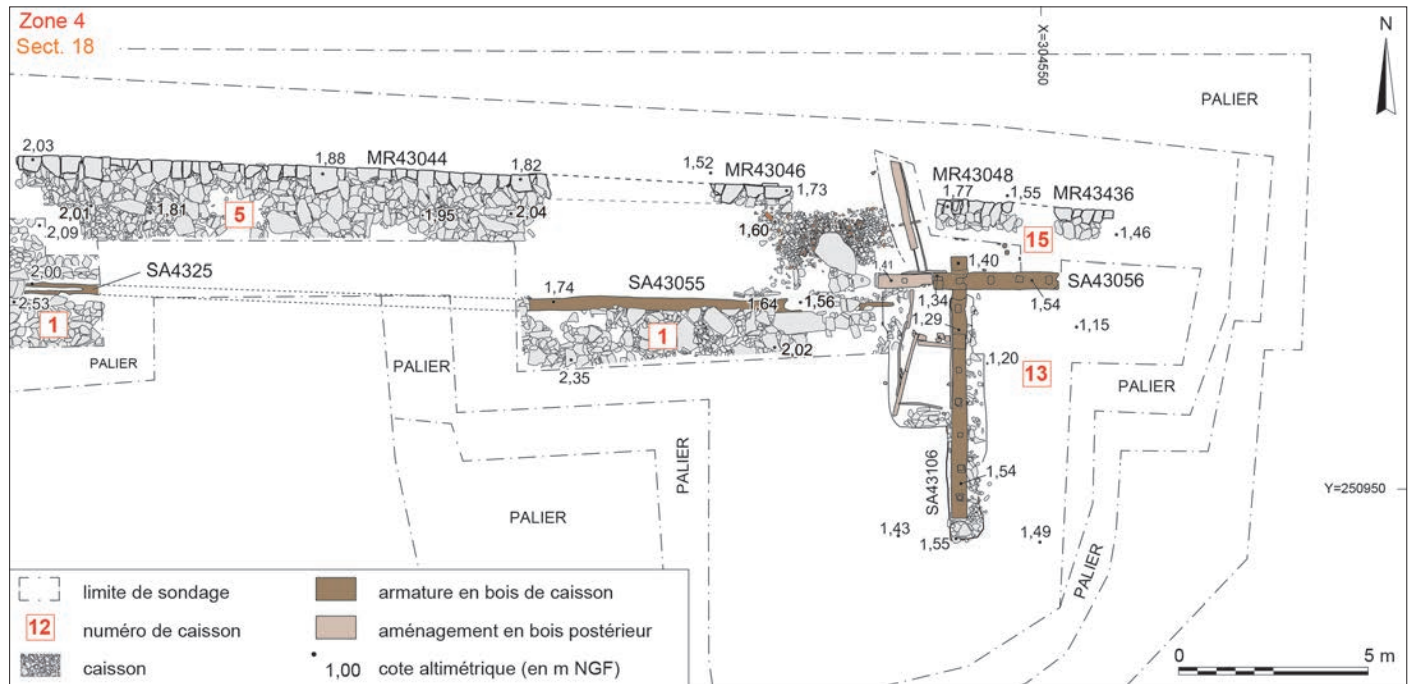 Zone 4
Sect. 18
X=304550
N
PALIER
2,03
1,88
MR43044
1,82
1,52
MR43046
1,73
MR43048
1,77
1,55
MR43436
2,01
1,81
5
1,95
2,04
1,60
15
1,46
2,09
2,00
SA4325
SA43055
1,41
1,40
SA43056
2,53
1,74
1,64
1,56
1,34
1,54
1
1,29
1,15
1
2,02
1,20
13
PALIER
PALIER
2,35
PALIER
PALIER
SA43106
1,54
Y=250950
PALIER
1,43
1,55
1,49
PALIER
limite de sondage
armature en bois de caisson
12
numéro de caisson
aménagement en bois postérieur
caisson
1,00
cote altimétrique (en m NGF)
0
5 m